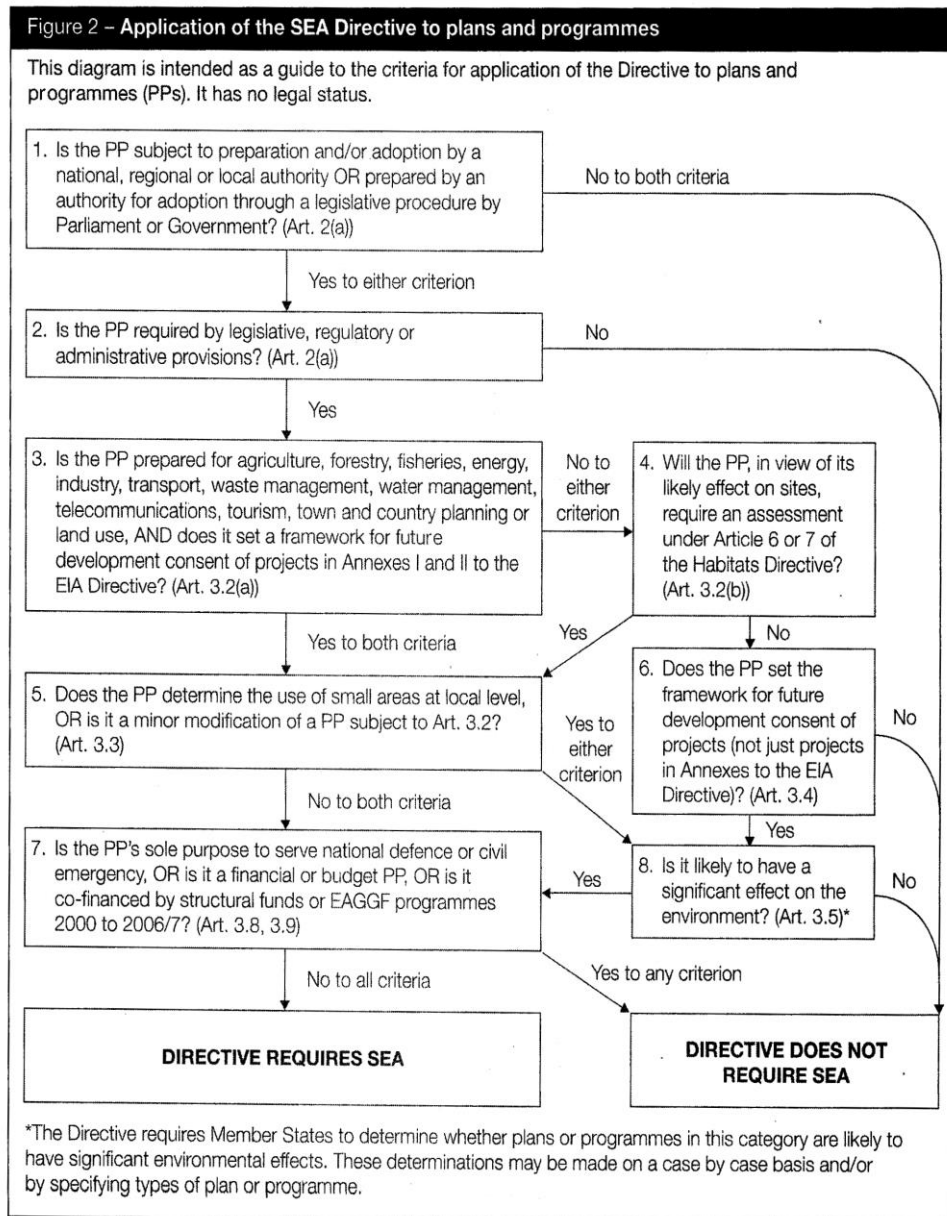 Figure 2 – Application of the SEA Directive to plans and programmes
This diagram is intended as a guide to the criteria for application of the Directive to plans and
programmes (PPs). It has no legal status.
1. Is the PP subject to preparation and/or adoption by a
national, regional or local authority OR prepared by an
authority for adoption through a legislative procedure by
Parliament or Government? (Art. 2(a))
No to both criteria
Yes to either criterion
2. Is the PP required by legislative, regulatory or
administrative provisions? (Art. 2(a))
No
Yes
3. Is the PP prepared for agriculture, forestry, fisheries, energy,
industry, transport, waste management, water management,
telecommunications, tourism, town and country planning or
land use, AND does it set a framework for future
development consent of projects in Annexes I and II to the
EIA Directive? (Art. 3.2(a))
No to
either
criterion
4. Will the PP, in view of its
likely effect on sites,
require an assessment
under Article 6 or 7 of
the Habitats Directive?
(Art. 3.2(b))
Yes to both criteria
Yes
No
5. Does the PP determine the use of small areas at local level,
OR is it a minor modification of a PP subject to Art. 3.2?
(Art. 3.3)
Yes to
either
criterion
6. Does the PP set the
framework for future
development consent of
projects (not just projects
in Annexes to the EIA
Directive)? (Art. 3.4)
No
No to both criteria
Yes
7. Is the PP's sole purpose to serve national defence or civil
emergency, OR is it a financial or budget PP, OR is it
co-financed by structural funds or EAGGF programmes
2000 to 2006/7? (Art. 3.8, 3.9)
Yes
8. Is it likely to have a
significant effect on the
environment? (Art. 3.5)*
No
No to all criteria
Yes to any criterion
DIRECTIVE REQUIRES SEA
DIRECTIVE DOES NOT
REQUIRE SEA
*The Directive requires Member States to determine whether plans or programmes in this category are likely to
have significant environmental effects. These determinations may be made on a case by case basis and/or
by specifying types of plan or programme.